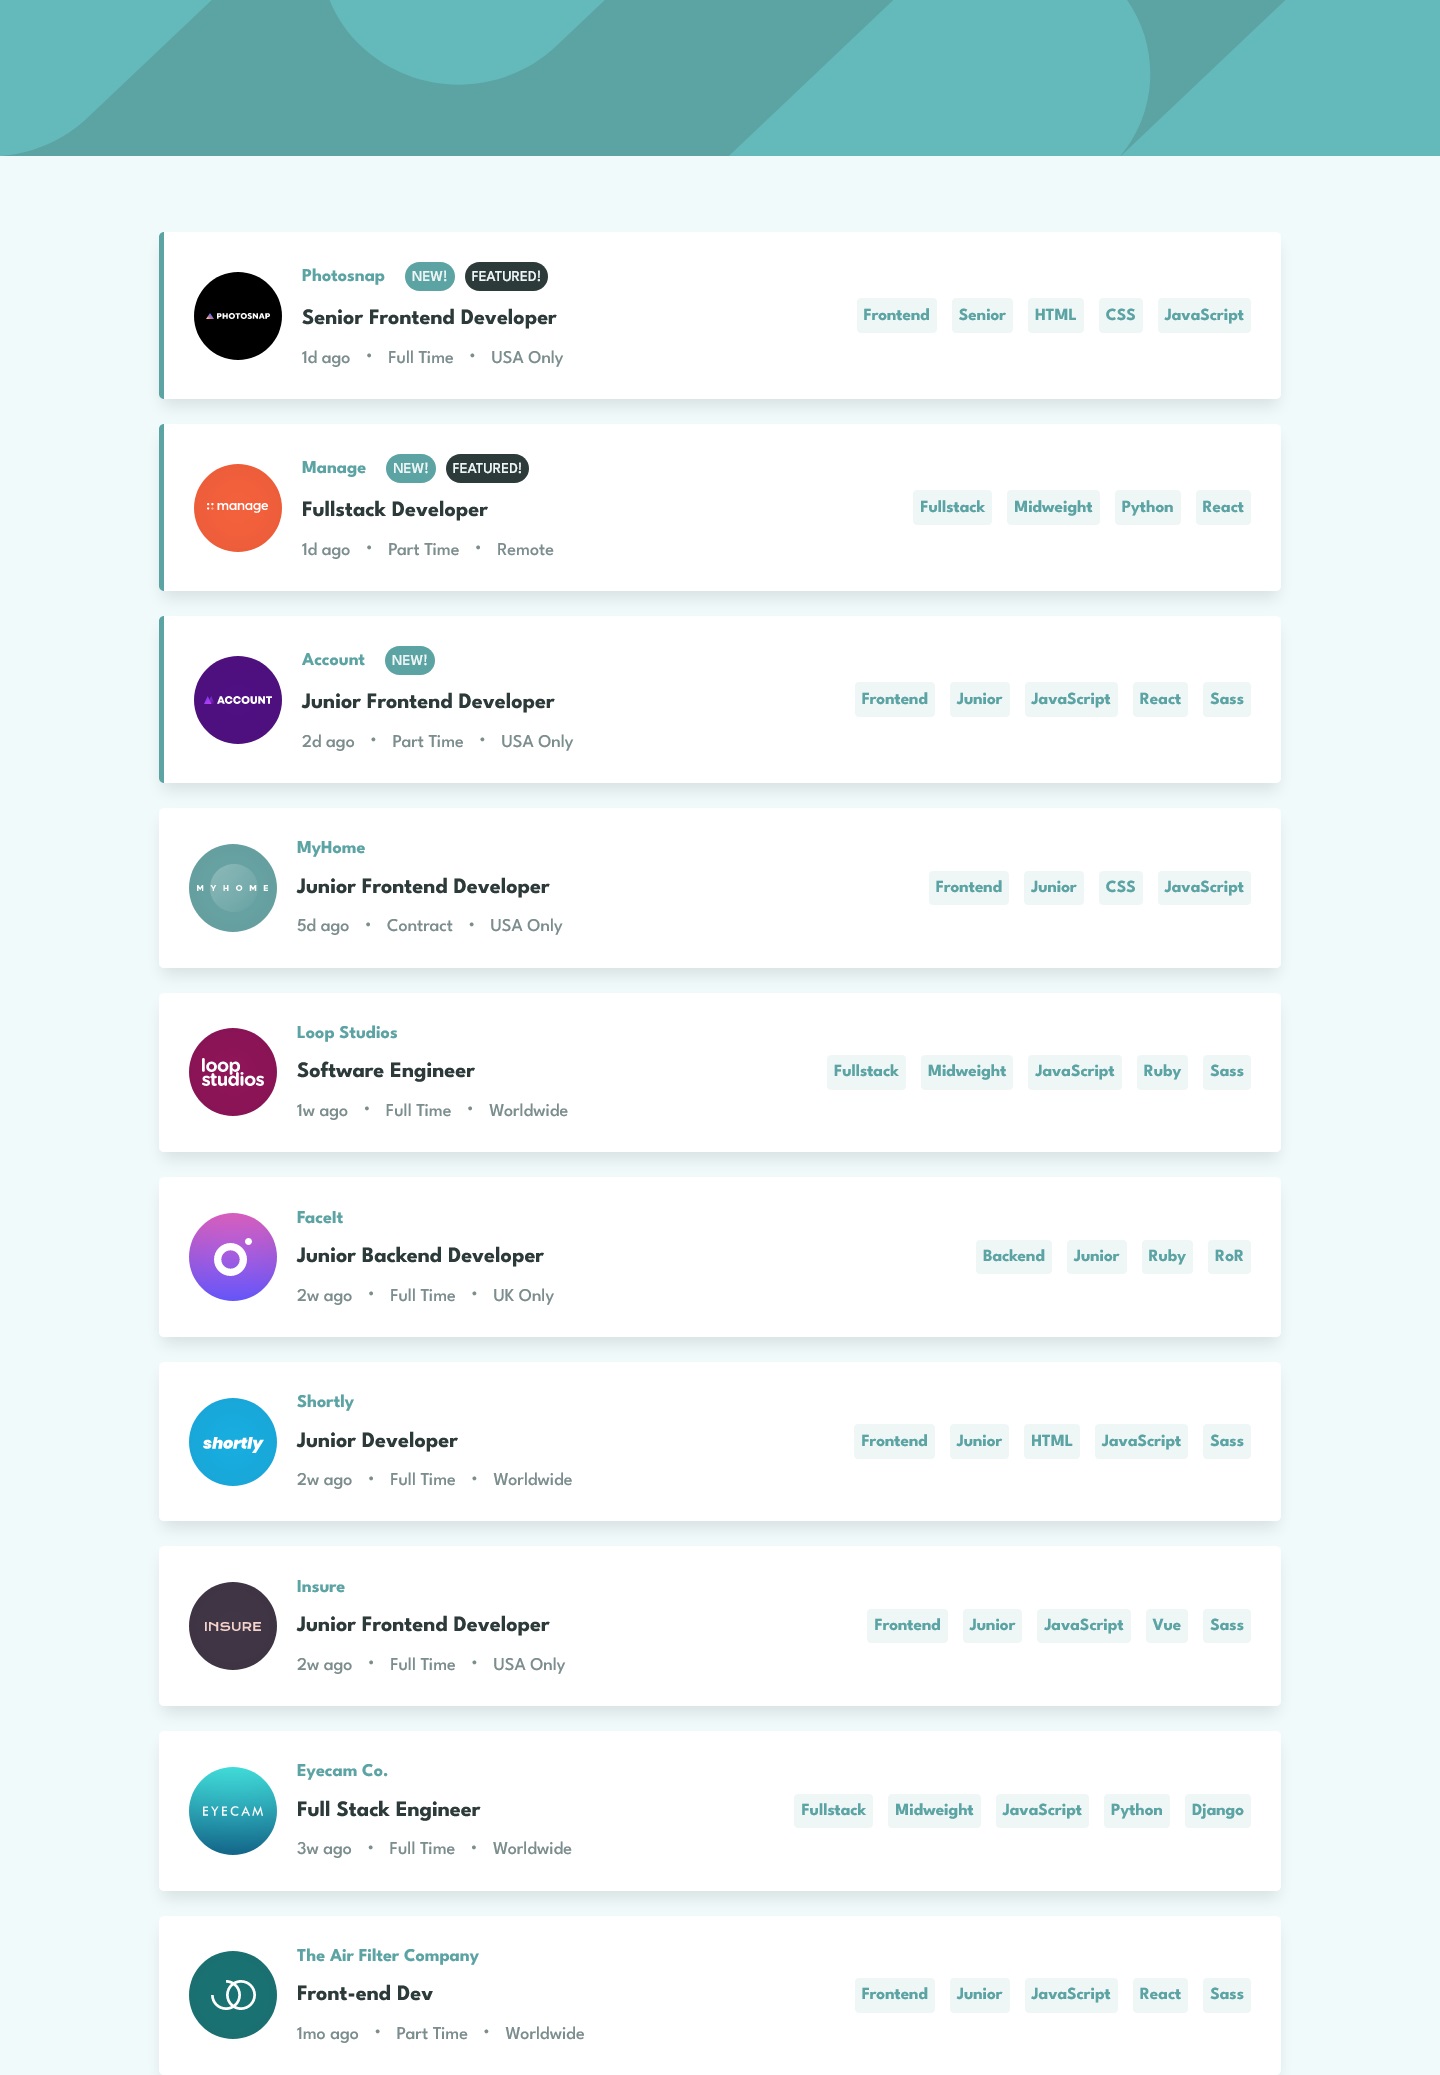 PHOTOSNAP
Photosnap NEW! FEATURED!
Senior Frontend Developer
1d ago • Full Time • USA Only
Frontend Senior HTML CSS JavaScript
manage
Manage NEW! FEATURED!
Fullstack Developer
1d ago • Part Time • Remote
Fullstack Midweight Python React
ACCOUNT
Account NEW!
Junior Frontend Developer
2d ago • Part Time • USA Only
Frontend Junior JavaScript React Sass
MYHOME
MyHome
Junior Frontend Developer
5d ago • Contract • USA Only
Frontend Junior CSS JavaScript
loop
studios
Loop Studios
Software Engineer
1w ago • Full Time • Worldwide
Fullstack Midweight JavaScript Ruby Sass
FaceIt
Junior Backend Developer
2w ago • Full Time • UK Only
Backend Junior Ruby RoR
shortly
Shortly
Junior Developer
2w ago • Full Time • Worldwide
Frontend Junior HTML JavaScript Sass
INSURE
Insure
Junior Frontend Developer
2w ago • Full Time • USA Only
Frontend Junior JavaScript Vue Sass
EYECAM
Eyecam Co.
Full Stack Engineer
3w ago • Full Time • Worldwide
Fullstack Midweight JavaScript Python Django
The Air Filter Company
Front-end Dev
1mo ago • Part Time • Worldwide
Frontend Junior JavaScript React Sass